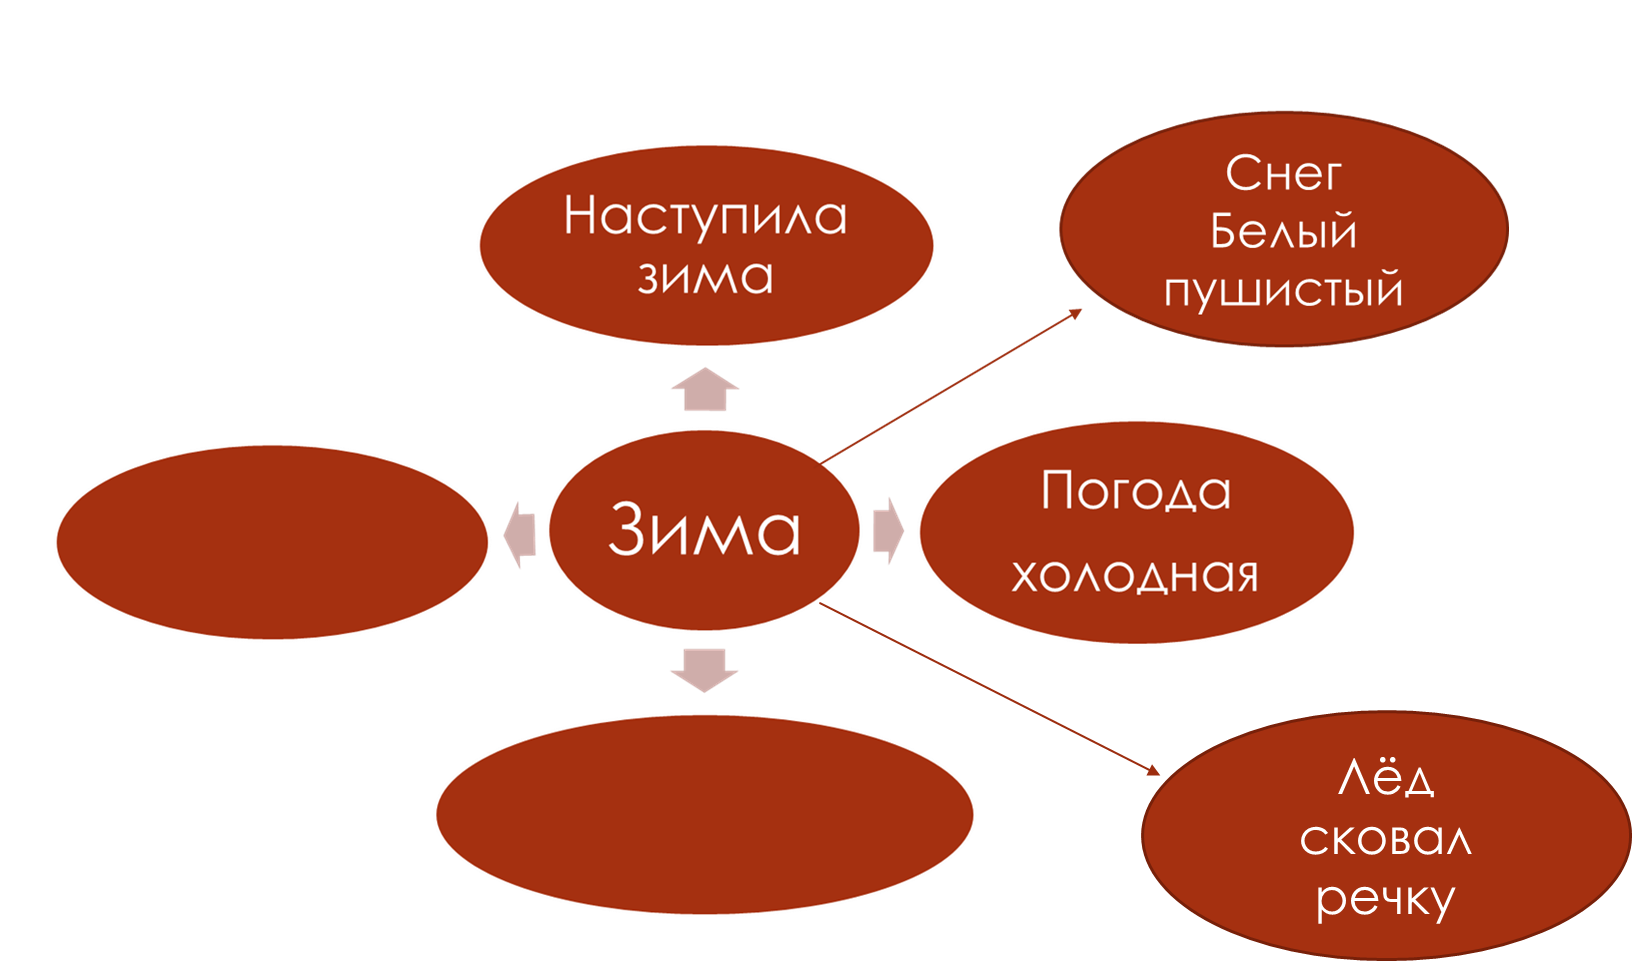 Наступила
зима
Снег
Белый
пушистый
Зима
Погода
холодная
Лёд
сковал
речку